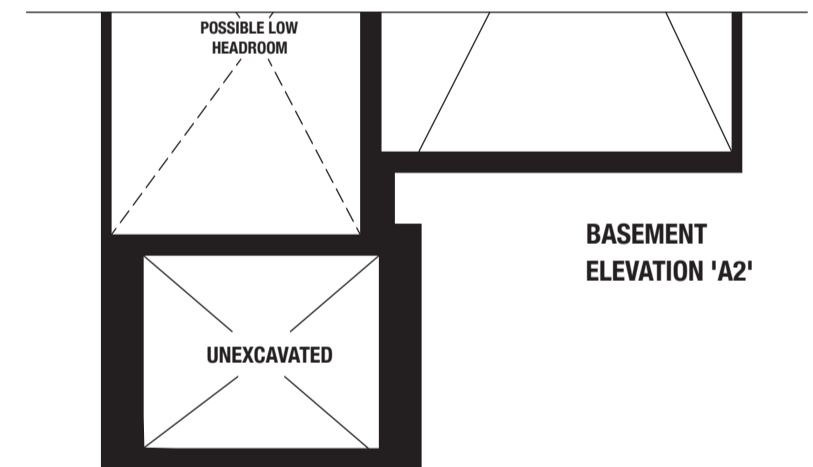 POSSIBLE LOW
HEADROOM
BASEMENT
ELEVATION 'A2'
UNEXCAVATED